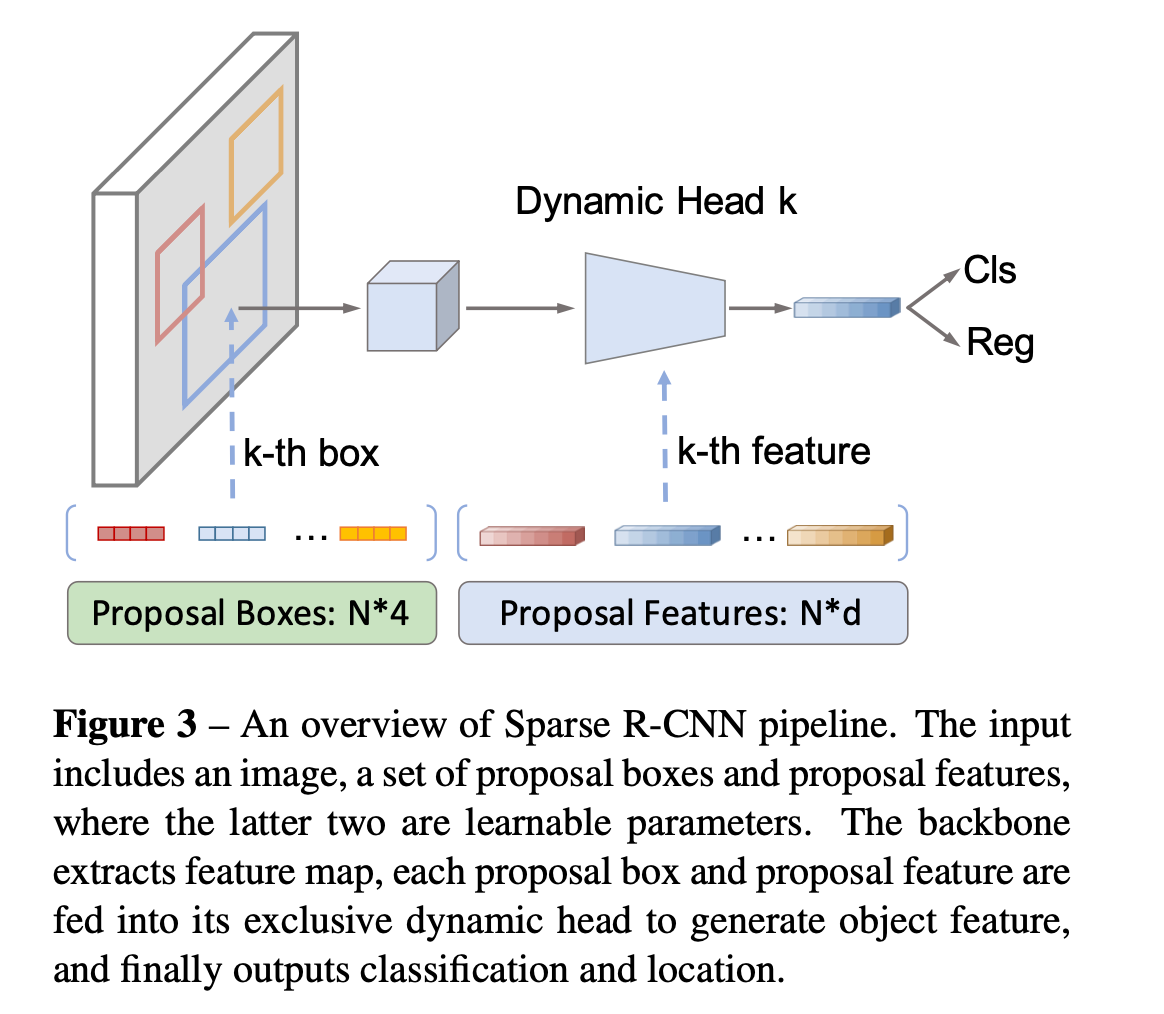 Dynamic Head k
Cls
Reg
k-th box
k-th feature
...
...
Proposal Boxes: N*4
Proposal Features: N*d
Figure 3 – An overview of Sparse R-CNN pipeline. The input
includes an image, a set of proposal boxes and proposal features,
where the latter two are learnable parameters. The backbone
extracts feature map, each proposal box and proposal feature are
fed into its exclusive dynamic head to generate object feature,
and finally outputs classification and location.